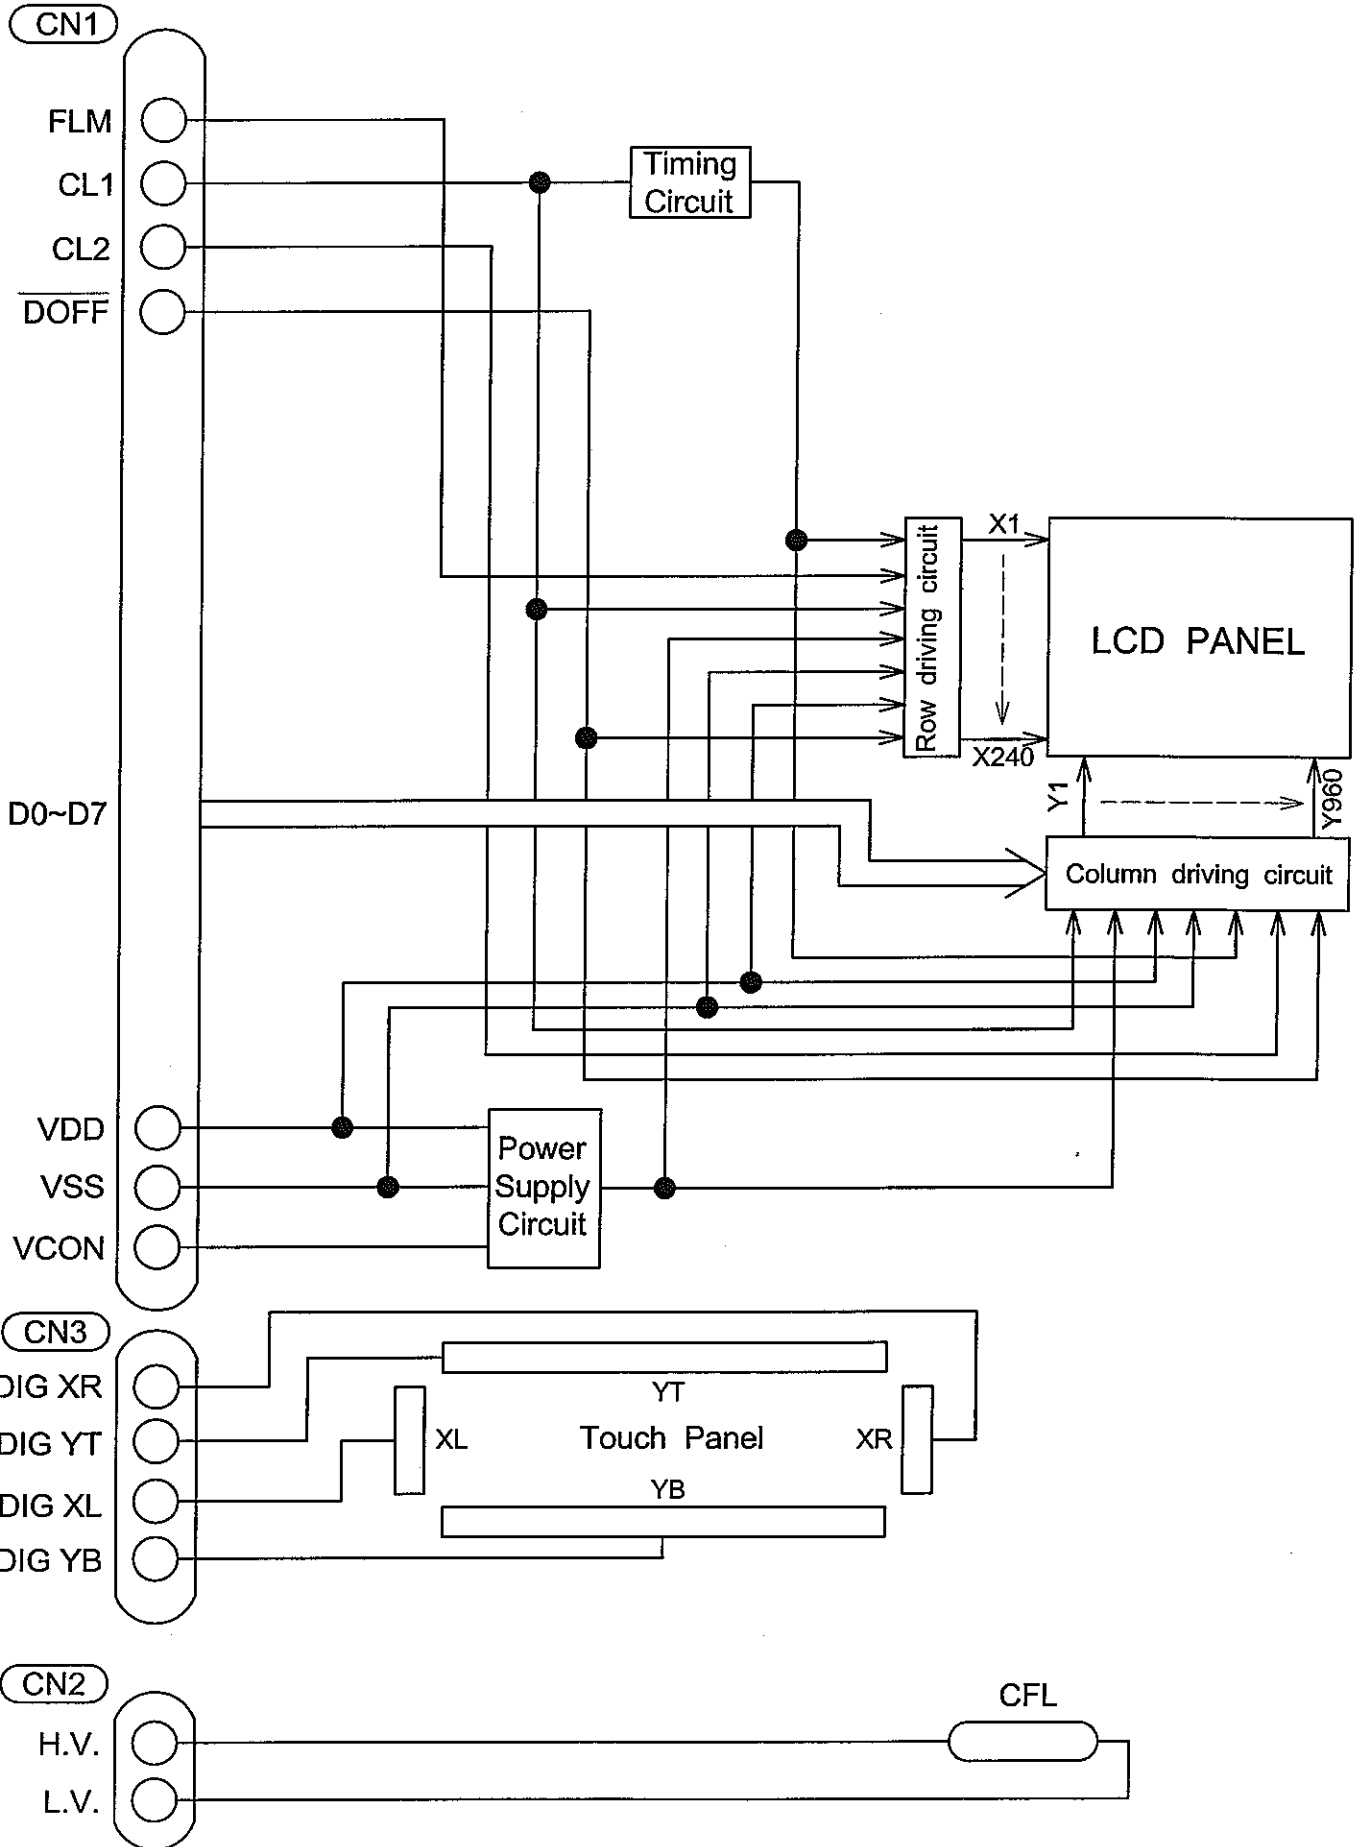 CN1
FLM
CL1
CL2
DOFF
Timing
Circuit
Row driving circuit
X1
X240
LCD PANEL
D0~D7
Y1
Y960
Column driving circuit
VDD
VSS
VCON
Power
Supply
Circuit
CN3
DIG XR
DIG YT
DIG XL
DIG YB
YT
XL
Touch Panel
XR
YB
CN2
H.V.
L.V.
CFL